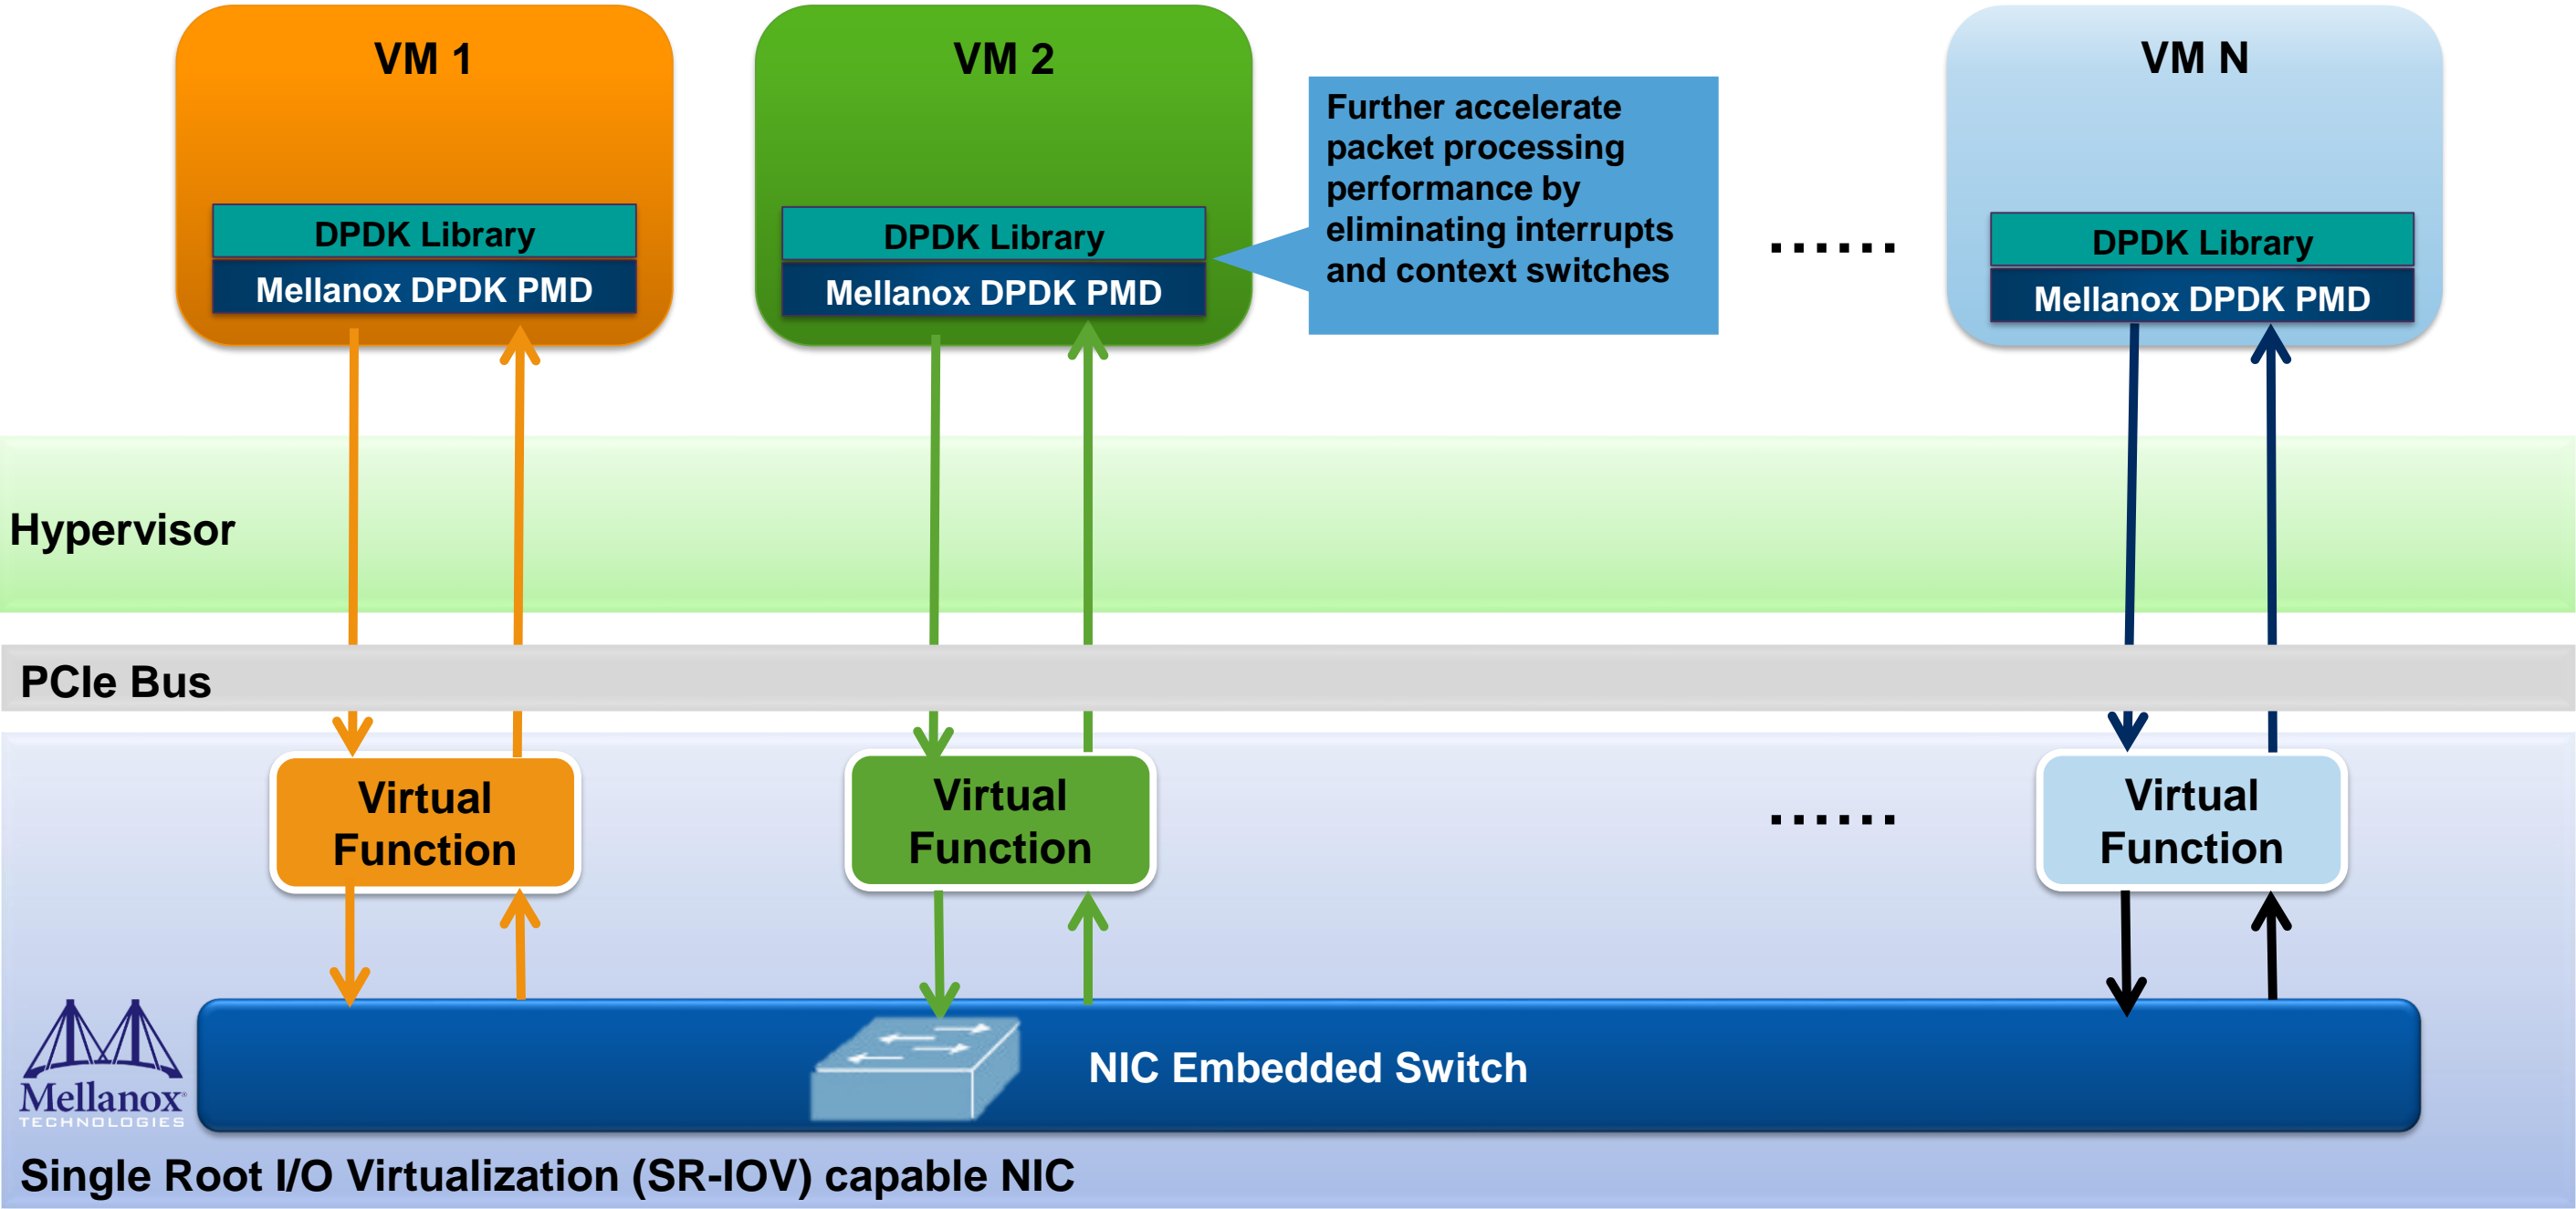 VM 1
DPDK Library
Mellanox DPDK PMD
VM 2
DPDK Library
Mellanox DPDK PMD
Further accelerate
packet processing
performance by
eliminating interrupts
and context switches
......
VM N
DPDK Library
Mellanox DPDK PMD
Hypervisor
PCIe Bus
Virtual
Function
Virtual
Function
......
Virtual
Function
Mellanox®
TECHNOLOGIES
NIC Embedded Switch
Single Root I/O Virtualization (SR-IOV) capable NIC